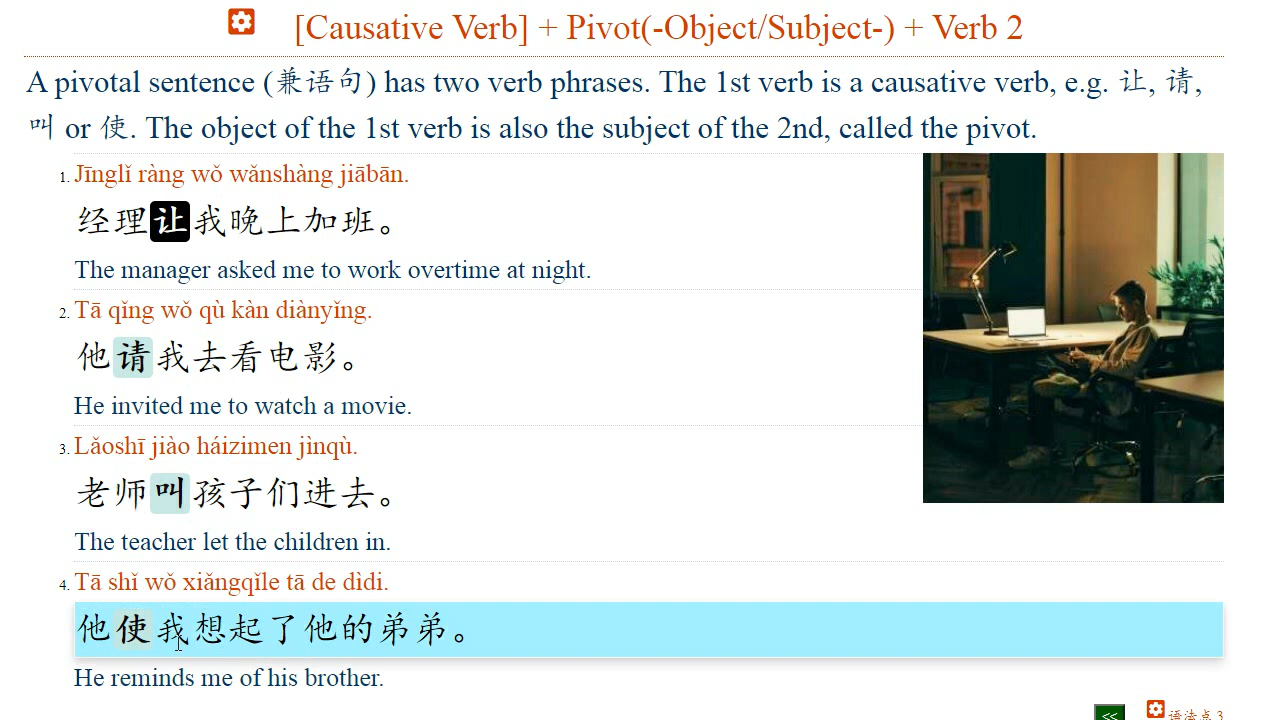 [Causative Verb] + Pivot(-Object/Subject-) + Verb 2
A pivotal sentence (兼语句) has two verb phrases. The 1st verb is a causative verb, e.g. 让, 请,
叫 or 使. The object of the 1st verb is also the subject of the 2nd, called the pivot.
1. Jīnglǐ ràng wǒ wǎnshàng jiābān.
经理让我晚上加班。
The manager asked me to work overtime at night.
2. Tā qǐng wǒ qù kàn diànyǐng.
他请我去看电影。
He invited me to watch a movie.
3. Lǎoshī jiào háizimen jìnqù.
老师叫孩子们进去。
The teacher let the children in.
4. Tā shǐ wǒ xiǎngqǐle tā de dìdi.
他使我想起了他的弟弟。
He reminds me of his brother.
<< 语法点 3